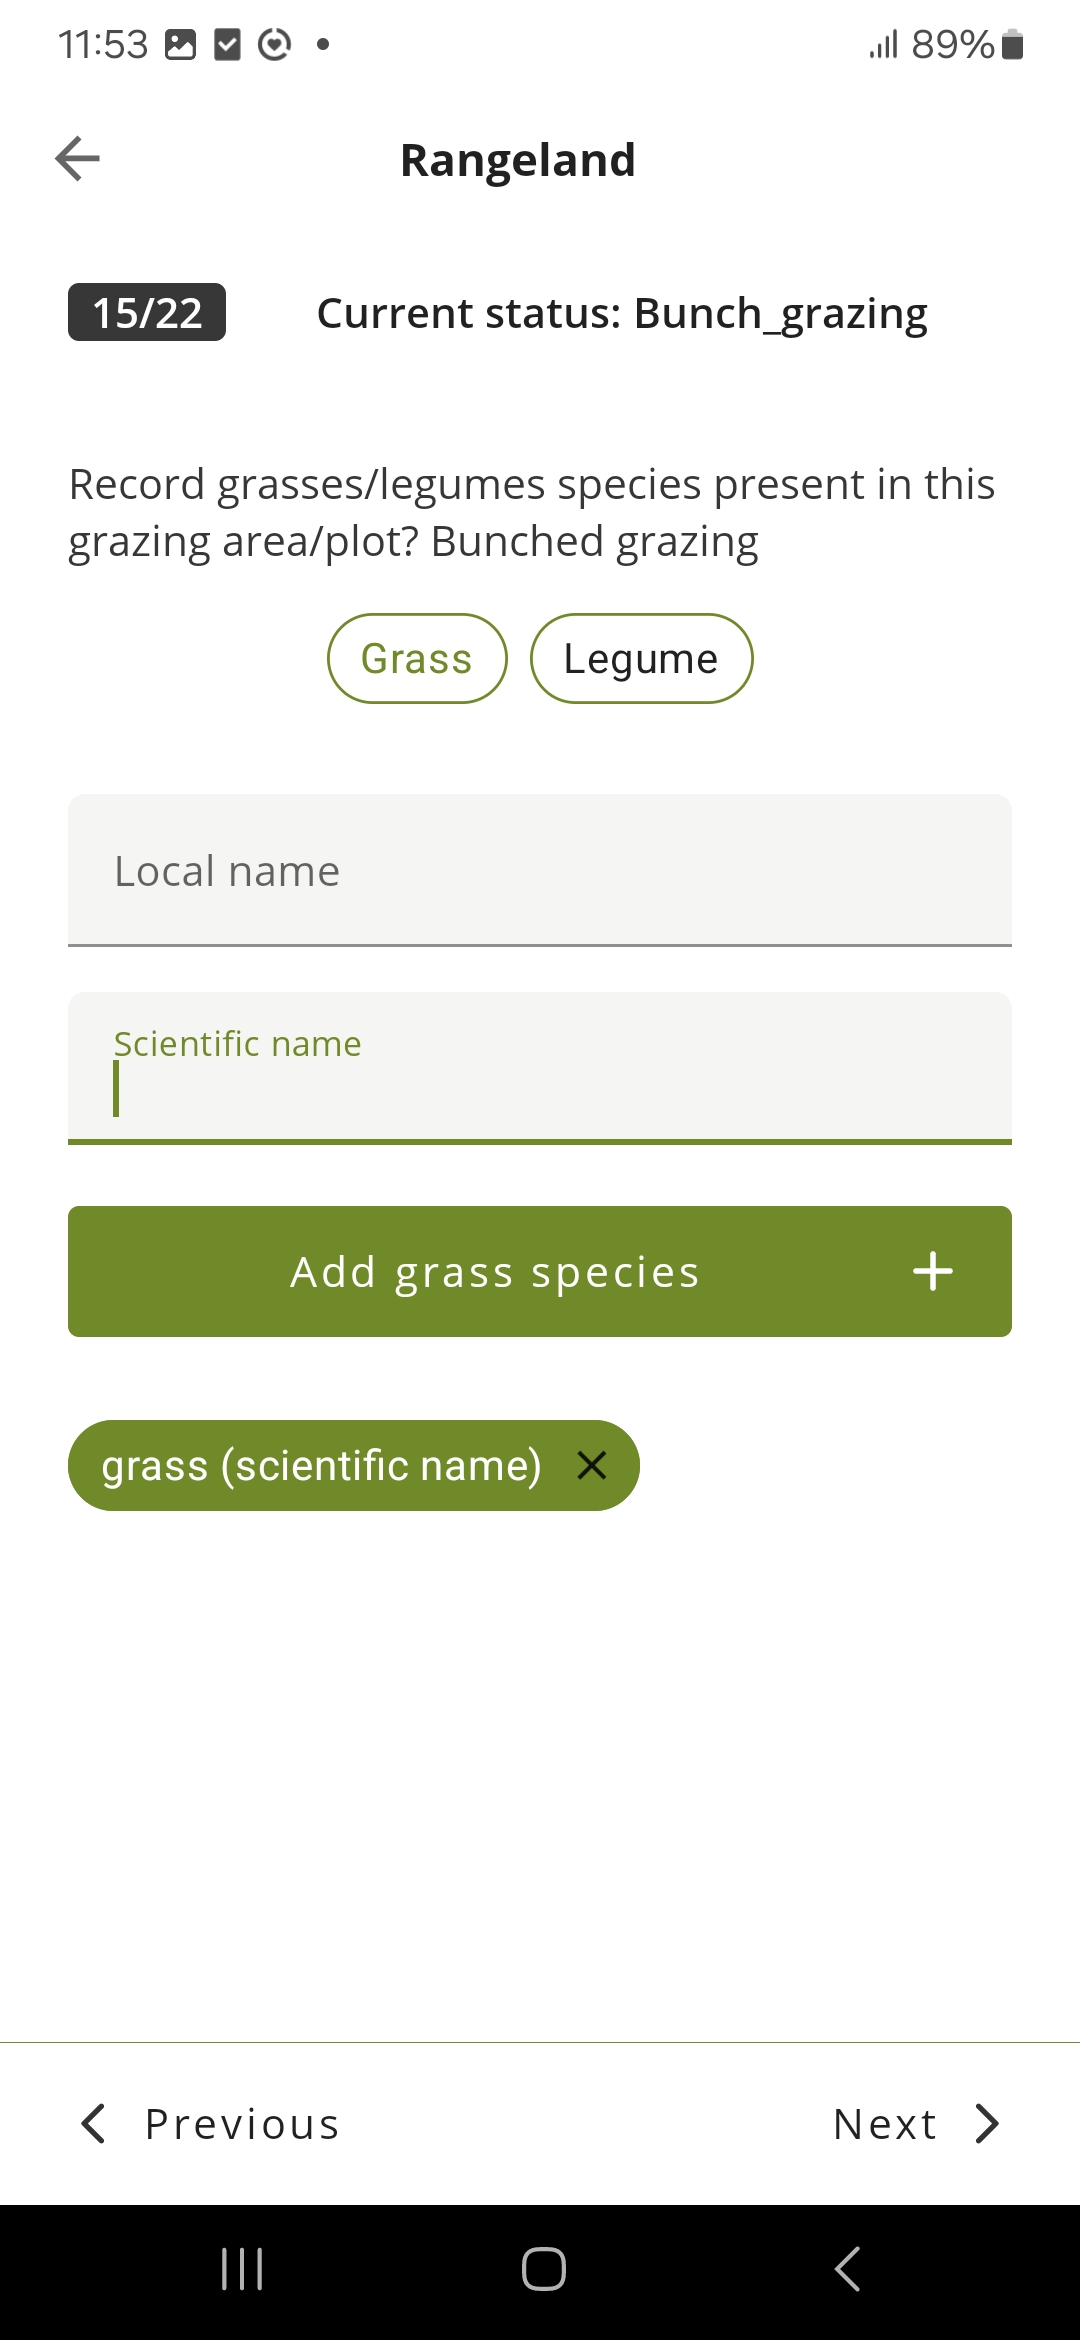 11:53
89%
Rangeland
15/22
Current status: Bunch_grazing
Record grasses/legumes species present in this
grazing area/plot? Bunched grazing
Grass
Legume
Local name
Scientific name
Add grass species
grass (scientific name)
Previous
Next